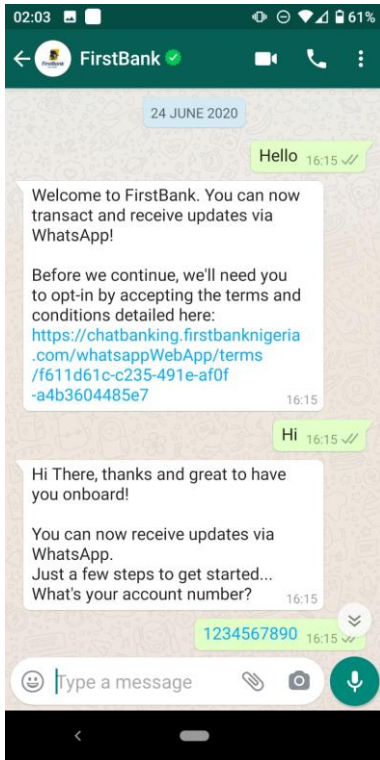 02:03
61%
FirstBank
24 JUNE 2020
Hello 16:15
Welcome to FirstBank. You can now
transact and receive updates via
WhatsApp!
Before we continue, we'll need you
to opt-in by accepting the terms and
conditions detailed here:
https://chatbanking.firstbanknigeria
.com/whatsappWebApp/terms
/f611d61c-c235-491e-af0f
-a4b3604485e7
16:15
Hi 16:15
Hi There, thanks and great to have
you onboard!
You can now receive updates via
WhatsApp.
Just a few steps to get started...
What's your account number? 16:15
1234567890 16:15
Type a message